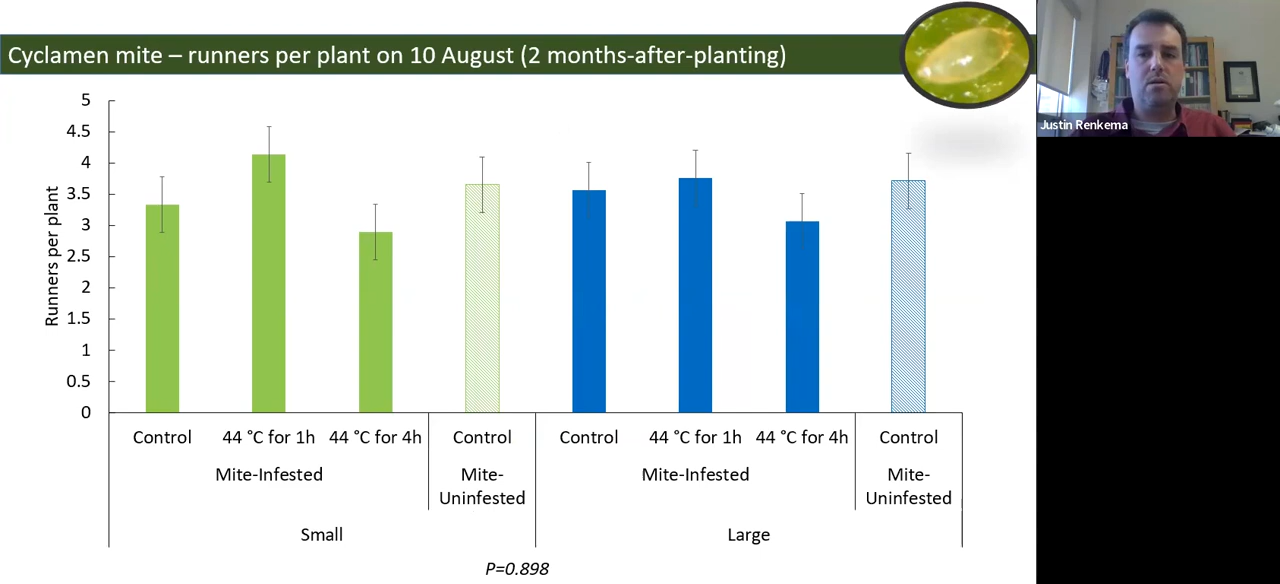 Cyclamen mite – runners per plant on 10 August (2 months-after-planting)
Justin Renkema
Runners per plant
5
4.5
4
3.5
3
2.5
2
1.5
1
0.5
0
Control 44 °C for 1h 44 °C for 4h Control Control 44 °C for 1h 44 °C for 4h Control
Mite-Infested Mite- Mite-Infested Mite-
Uninfested Uninfested
Small Large
P=0.898